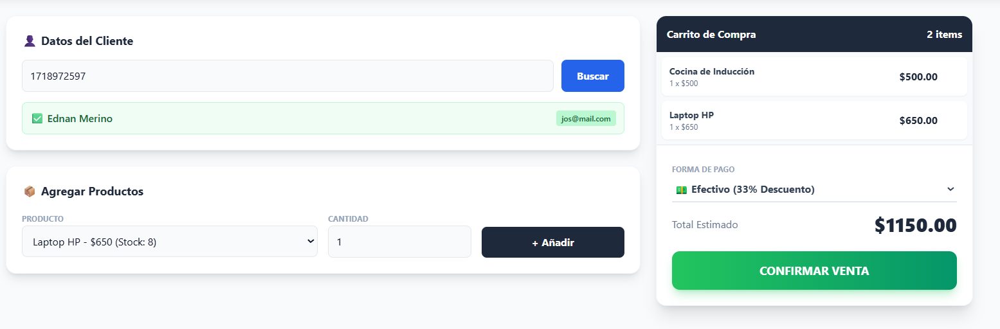 Datos del Cliente
1718972597
Buscar
Ednan Merino
jos@mail.com
Agregar Productos
PRODUCTO
Laptop HP - $650 (Stock: 8)
CANTIDAD
1
+ Añadir
Carrito de Compra
2 items
Cocina de Inducción
1 x $500
$500.00
Laptop HP
1 x $650
$650.00
FORMA DE PAGO
Efectivo (33% Descuento)
Total Estimado
$1150.00
CONFIRMAR VENTA